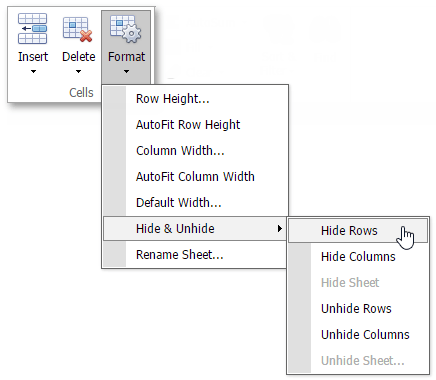 Insert Delete Format
Cells
Row Height...
AutoFit Row Height
Column Width...
AutoFit Column Width
Default Width...
Hide & Unhide
Rename Sheet...
Hide Rows
Hide Columns
Hide Sheet
Unhide Rows
Unhide Columns
Unhide Sheet...